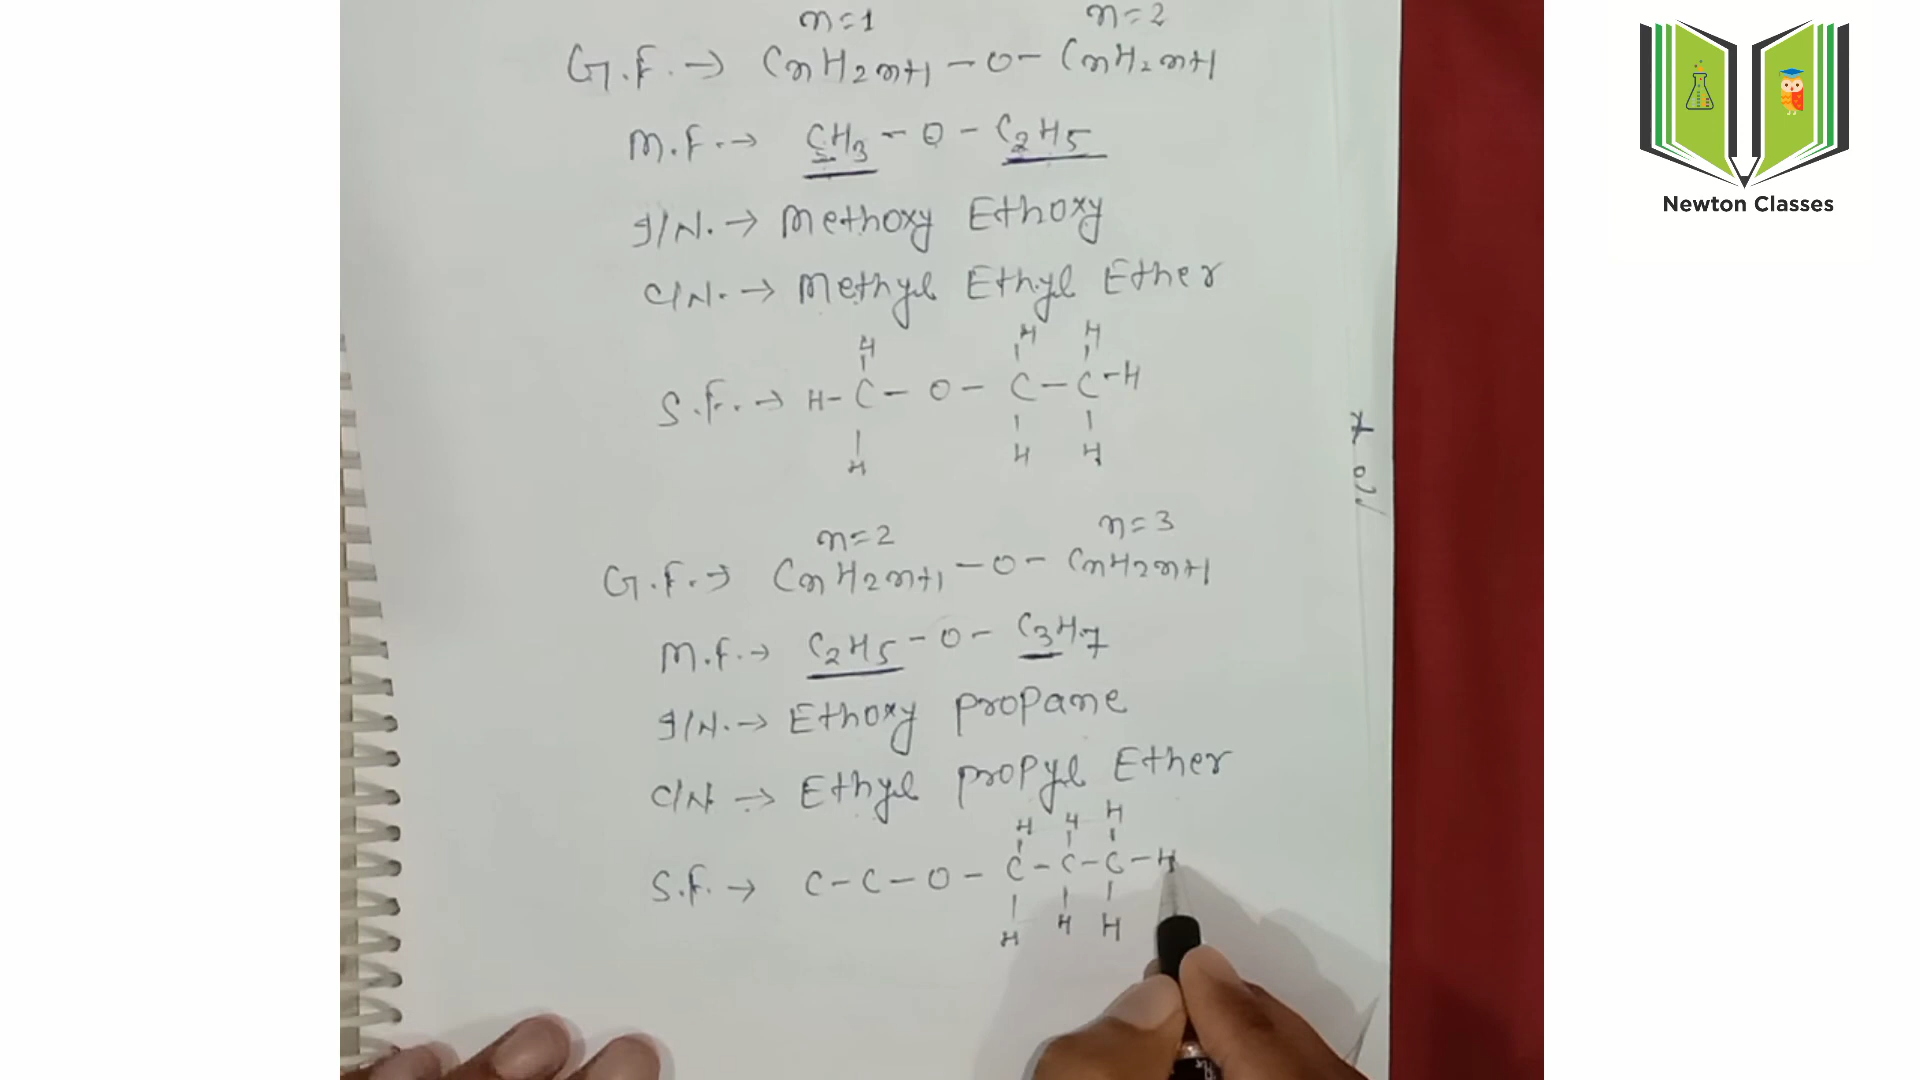 n=1 n=2
G.F. → CnH2n+1 - O - CnH2n+1
M.F. → CH3 - O - C2H5
I/N. → Methoxy Ethoxy
C/N. → Methyl Ethyl Ether
H H H
S.F. → H-C-O-C-C-H
H H H
n=2 n=3
G.F. → CnH2n+1 - O - CnH2n+1
M.F. → C2H5 - O - C3H7
I/N. → Ethoxy propane
C/N → Ethyl propyl Ether
H H H
S.F. → C-C-O-C-C-C-H
H H H
Newton Classes